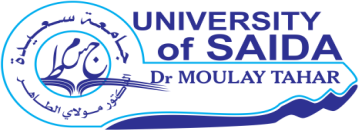 جامعة سعيدة
الدكتور مولاي الطاهر
UNIVERSITY
of SAIDA
Dr MOULAY TAHAR